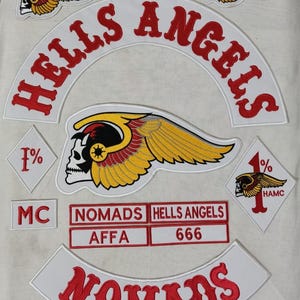 HELLS ANGELS
1%
1%
HAMC
MC
NOMADS HELLS ANGELS
AFFA 666
NOMADS